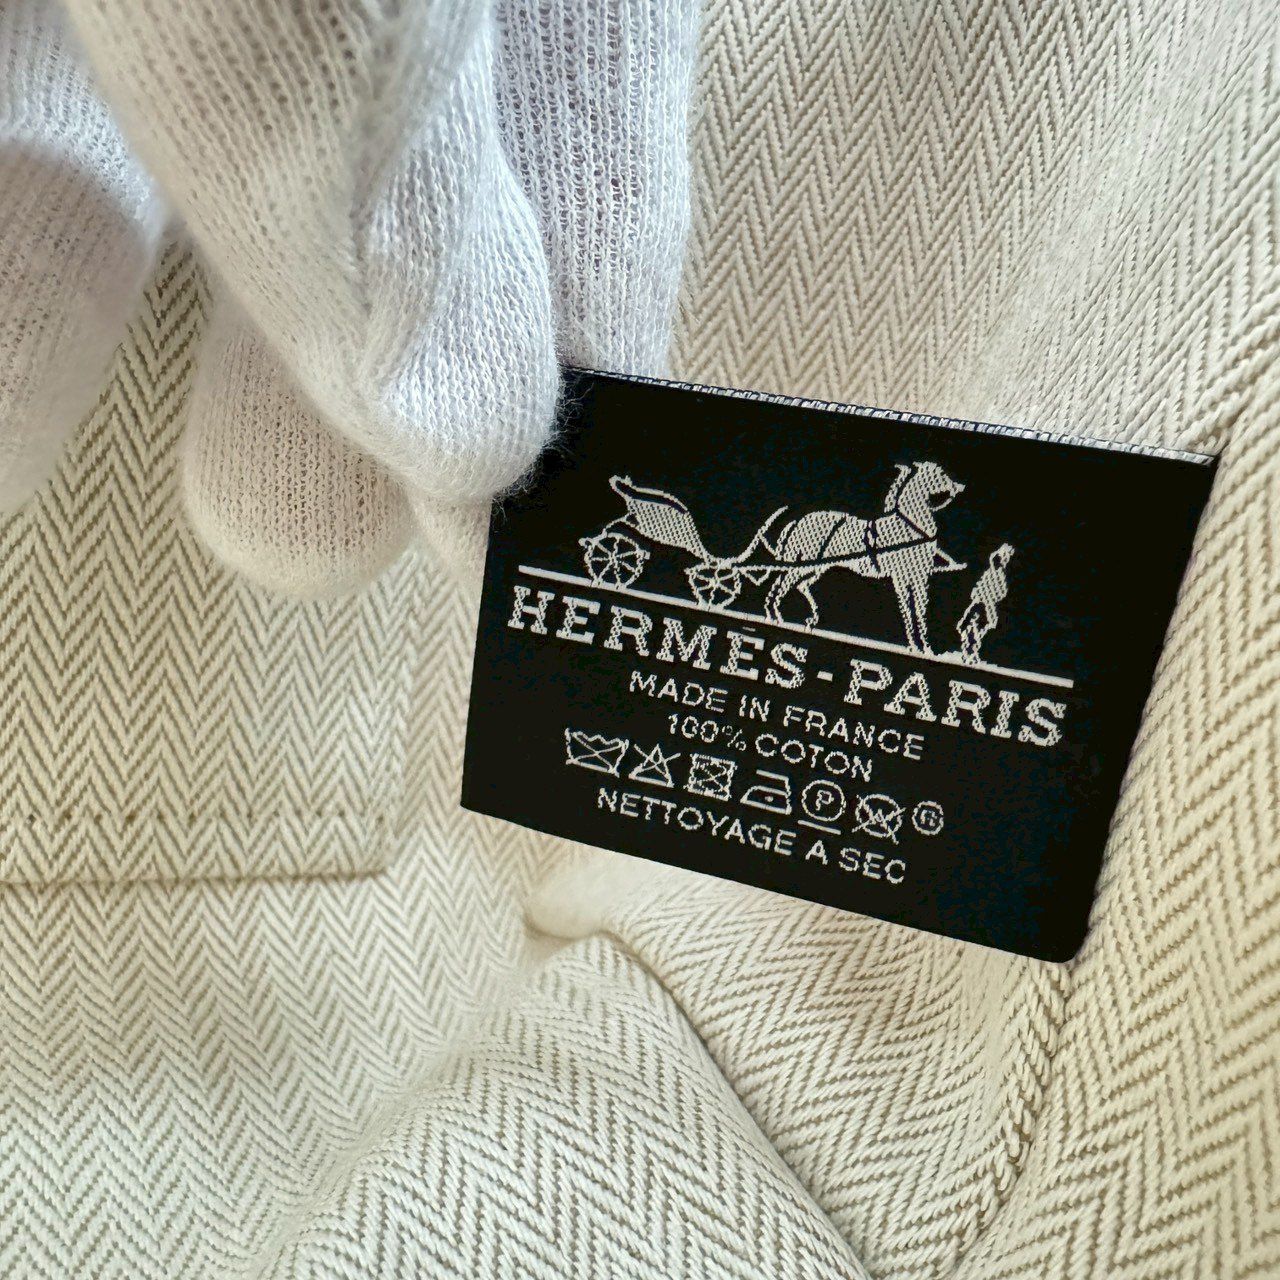 HERMÈS-PARIS
MADE IN FRANCE
100% COTON
P
NETTOYAGE A SEC